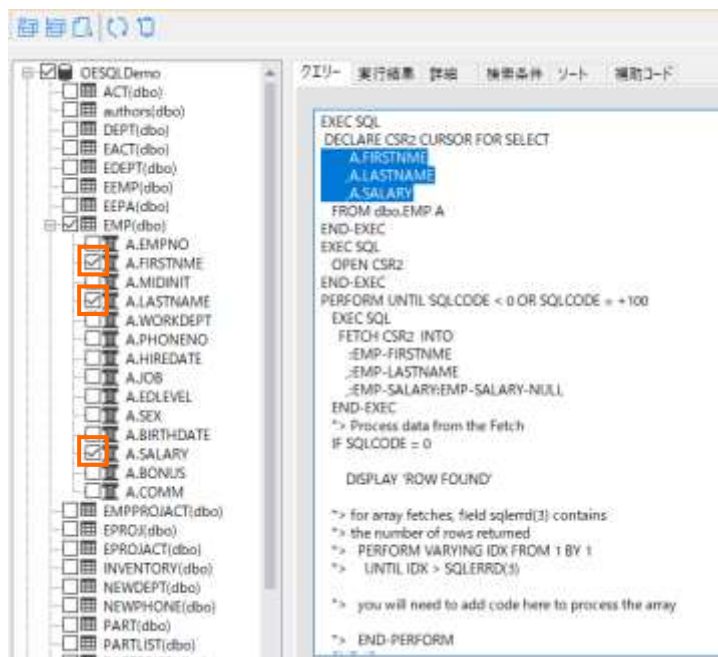 OESQLDemo
ACT(dbo)
authors(dbo)
DEPT(dbo)
EACT(dbo)
EDEPT(dbo)
EEMP(dbo)
EEPA(dbo)
EMP(dbo)
A.EMPNO
A.FIRSTNME
A.MIDINIT
A.LASTNAME
A.WORKDEPT
A.PHONENO
A.HIREDATE
A.JOB
A.EDLEVEL
A.SEX
A.BIRTHDATE
A.SALARY
A.BONUS
A.COMM
EMPPROJACT(dbo)
EPROJ(dbo)
EPROJACT(dbo)
INVENTORY(dbo)
NEWDEPT(dbo)
NEWPHONE(dbo)
PART(dbo)
PARTLIST(dbo)
クエリー 実行結果 詳細 検索条件 ソート 補助コード
EXEC SQL
DECLARE CSR2 CURSOR FOR SELECT
A.FIRSTNME
,A.LASTNAME
,A.SALARY
FROM dbo.EMP A
END-EXEC
EXEC SQL
OPEN CSR2
END-EXEC
PERFORM UNTIL SQLCODE < 0 OR SQLCODE = +100
EXEC SQL
FETCH CSR2 INTO
:EMP-FIRSTNME
,:EMP-LASTNAME
,:EMP-SALARY:EMP-SALARY-NULL
END-EXEC
*> Process data from the Fetch
IF SQLCODE = 0
DISPLAY 'ROW FOUND'
*> for array fetches, field sqlerrd(3) contains
*> the number of rows returned
*> PERFORM VARYING IDX FROM 1 BY 1
*> UNTIL IDX > SQLERRD(3)
*> you will need to add code here to process the array
*> END-PERFORM